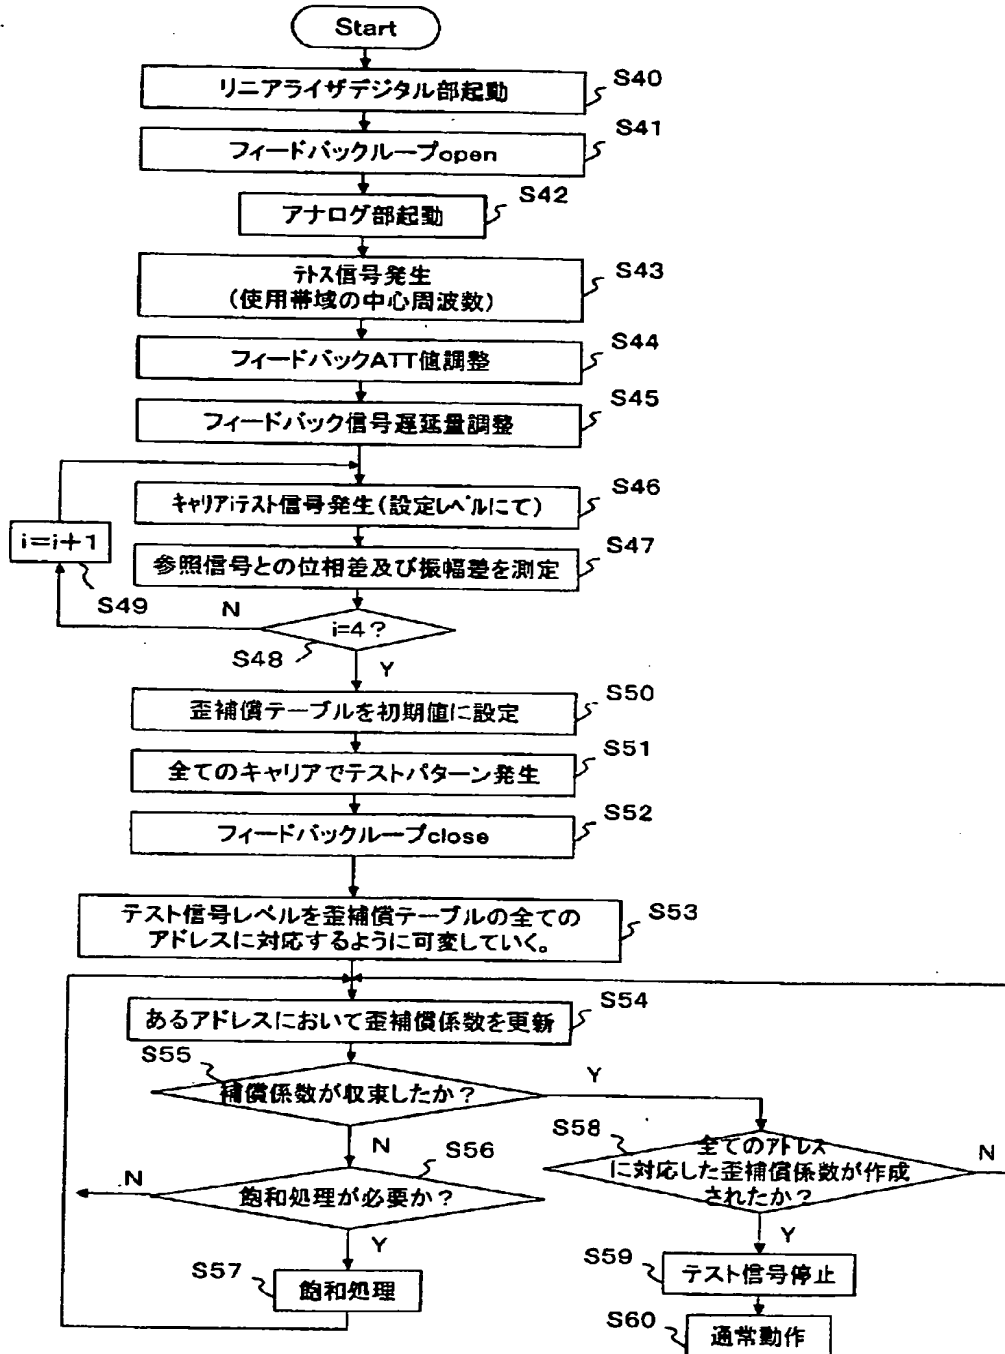 Start
リニアライザデジタル部起動
S40
フィードバックループopen
S41
アナログ部起動
S42
テトス信号発生
(使用帯域の中心周波数)
S43
フィードバックATT値調整
S44
フィードバック信号遅延量調整
S45
キャリアiテスト信号発生(設定レベルにて)
S46
i=i+1
S49
参照信号との位相差及び振幅差を測定
S47
N
i=4?
S48
Y
歪補償テーブルを初期値に設定
S50
全てのキャリアでテストパターン発生
S51
フィードバックループclose
S52
テスト信号レベルを歪補償テーブルの全ての
アドレスに対応するように可変していく。
S53
あるアドレスにおいて歪補償係数を更新
S54
S55
補償係数が収束したか?
Y
N
S56
N
飽和処理が必要か?
Y
S57
飽和処理
S58
全てのアドレス
に対応した歪補償係数が作成
されたか?
N
Y
S59
テスト信号停止
S60
通常動作